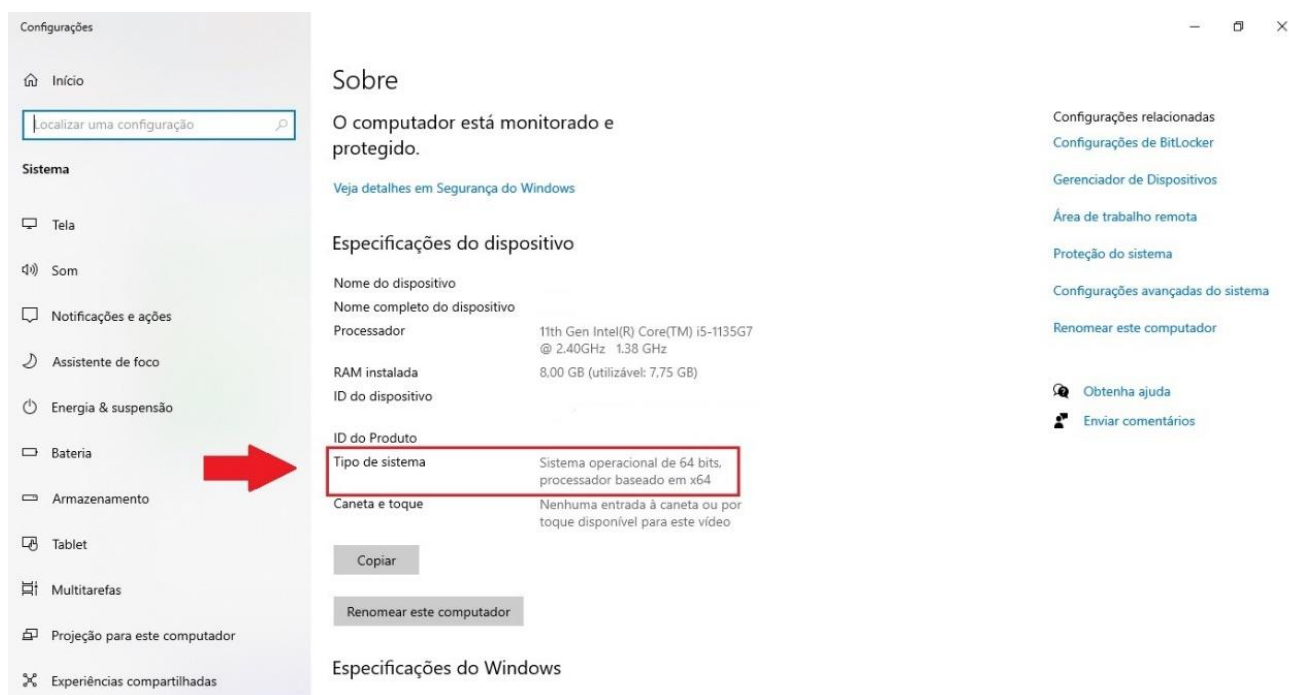 Configurações
Início
Localizar uma configuração
Sistema
Tela
Som
Notificações e ações
Assistente de foco
Energia & suspensão
Bateria
Armazenamento
Tablet
Multitarefas
Projeção para este computador
Experiências compartilhadas
Sobre
O computador está monitorado e
protegido.
Veja detalhes em Segurança do Windows
Especificações do dispositivo
Nome do dispositivo
Nome completo do dispositivo
Processador 11th Gen Intel(R) Core(TM) i5-1135G7
@ 2.40GHz 1.38 GHz
RAM instalada 8,00 GB (utilizável: 7,75 GB)
ID do dispositivo
ID do Produto
Tipo de sistema Sistema operacional de 64 bits,
processador baseado em x64
Caneta e toque Nenhuma entrada à caneta ou por
toque disponível para este vídeo
Copiar
Renomear este computador
Especificações do Windows
Configurações relacionadas
Configurações de BitLocker
Gerenciador de Dispositivos
Área de trabalho remota
Proteção do sistema
Configurações avançadas do sistema
Renomear este computador
Obtenha ajuda
Enviar comentários